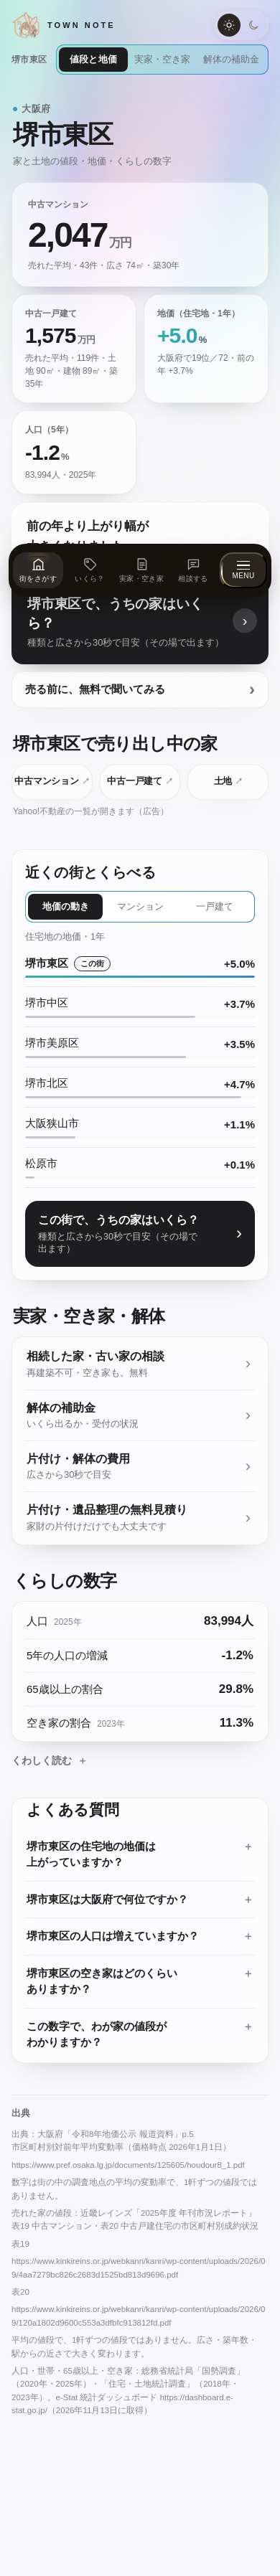 TOWN NOTE
堺市東区
値段と地価
実家・空き家
解体の補助金
大阪府
堺市東区
家と土地の値段・地価・くらしの数字
中古マンション
2,047万円
売れた平均・43件・広さ 74㎡・築30年
中古一戸建て
1,575万円
売れた平均・119件・土
地 90㎡・建物 89㎡・築
35年
地価（住宅地・1年）
+5.0%
大阪府で19位／72・前の
年 +3.7%
人口（5年）
-1.2%
83,994人・2025年
前の年より上がり幅が
街をさがす
いくら？
実家・空き家
相談する
MENU
堺市東区で、うちの家はいく
ら？
種類と広さから30秒で目安（その場で出ます）
売る前に、無料で聞いてみる
堺市東区で売り出し中の家
中古マンション ↗
中古一戸建て ↗
土地 ↗
Yahoo!不動産の一覧が開きます（広告）
近くの街とくらべる
地価の動き
マンション
一戸建て
住宅地の地価・1年
堺市東区 この街 +5.0%
堺市中区 +3.7%
堺市美原区 +3.5%
堺市北区 +4.7%
大阪狭山市 +1.1%
松原市 +0.1%
この街で、うちの家はいくら？
種類と広さから30秒で目安（その場で
出ます）
実家・空き家・解体
相続した家・古い家の相談
再建築不可・空き家も。無料
解体の補助金
いくら出るか・受付の状況
片付け・解体の費用
広さから30秒で目安
片付け・遺品整理の無料見積り
家財の片付けだけでも大丈夫です
くらしの数字
人口 2025年 83,994人
5年の人口の増減 -1.2%
65歳以上の割合 29.8%
空き家の割合 2023年 11.3%
くわしく読む ＋
よくある質問
堺市東区の住宅地の地価は
上がっていますか？
＋
堺市東区は大阪府で何位ですか？ ＋
堺市東区の人口は増えていますか？ ＋
堺市東区の空き家はどのくらい
ありますか？
＋
この数字で、わが家の値段が
わかりますか？
＋
出典
出典：大阪府「令和8年地価公示 報道資料」p.5
市区町村別対前年平均変動率（価格時点 2026年1月1日）
https://www.pref.osaka.lg.jp/documents/125605/houdour8_1.pdf
数字は街の中の調査地点の平均の変動率で、1軒ずつの値段では
ありません。
売れた家の値段：近畿レインズ「2025年度 年刊市況レポート」
表19 中古マンション・表20 中古戸建住宅の市区町村別成約状況
表19
https://www.kinkireins.or.jp/webkanri/kanri/wp-content/uploads/2026/0
9/4aa7279bc826c2683d1525bd813d9696.pdf
表20
https://www.kinkireins.or.jp/webkanri/kanri/wp-content/uploads/2026/0
9/120a1802d9600c553a3dfbfc913812fd.pdf
平均の値段で、1軒ずつの値段ではありません。広さ・築年数・
駅からの近さで大きく変わります。
人口・世帯・65歳以上・空き家：総務省統計局「国勢調査」
（2020年・2025年）・「住宅・土地統計調査」（2018年・
2023年）。e-Stat 統計ダッシュボード https://dashboard.e-
stat.go.jp/（2026年11月13日に取得）